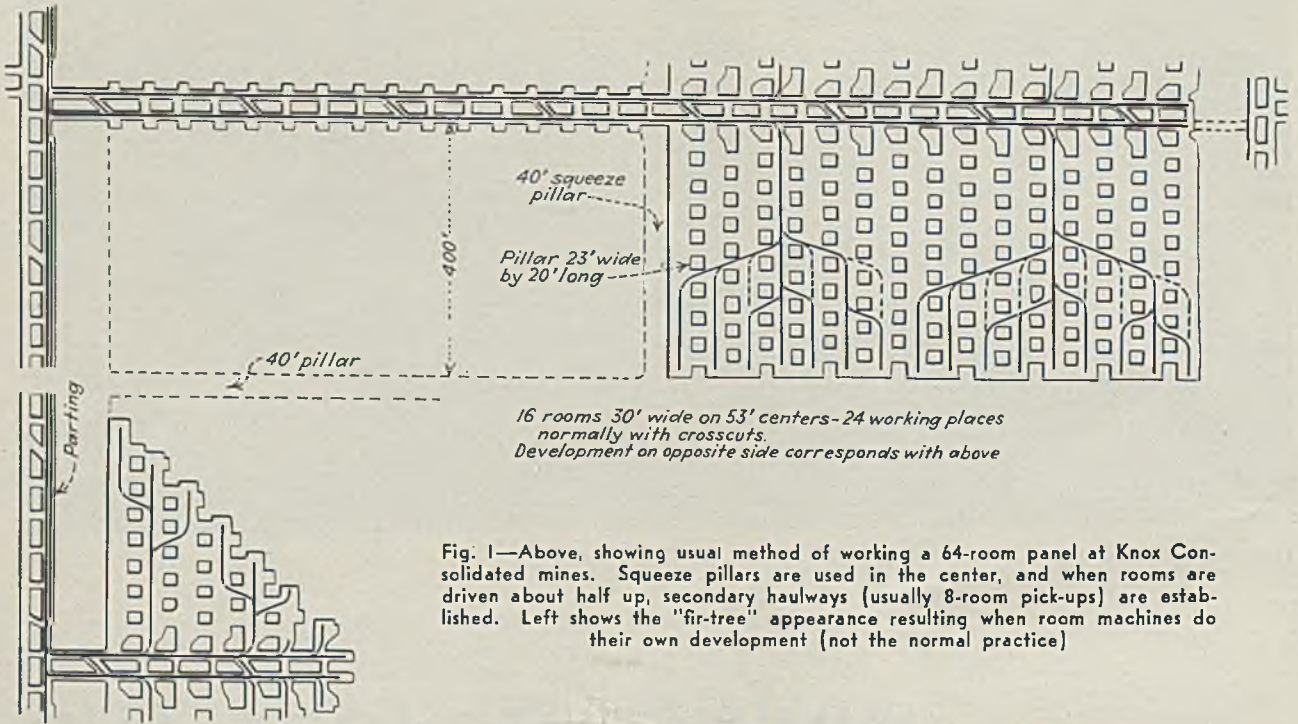 40' squeeze
pillar
400'
Pillar 23' wide
by 20' long
40' pillar
Parting
16 rooms 30' wide on 53' centers-24 working places
normally with crosscuts.
Development on opposite side corresponds with above
Fig. 1—Above, showing usual method of working a 64-room panel at Knox Con-
solidated mines. Squeeze pillars are used in the center, and when rooms are
driven about half up, secondary haulways (usually 8-room pick-ups) are estab-
lished. Left shows the "fir-tree" appearance resulting when room machines do
their own development (not the normal practice)